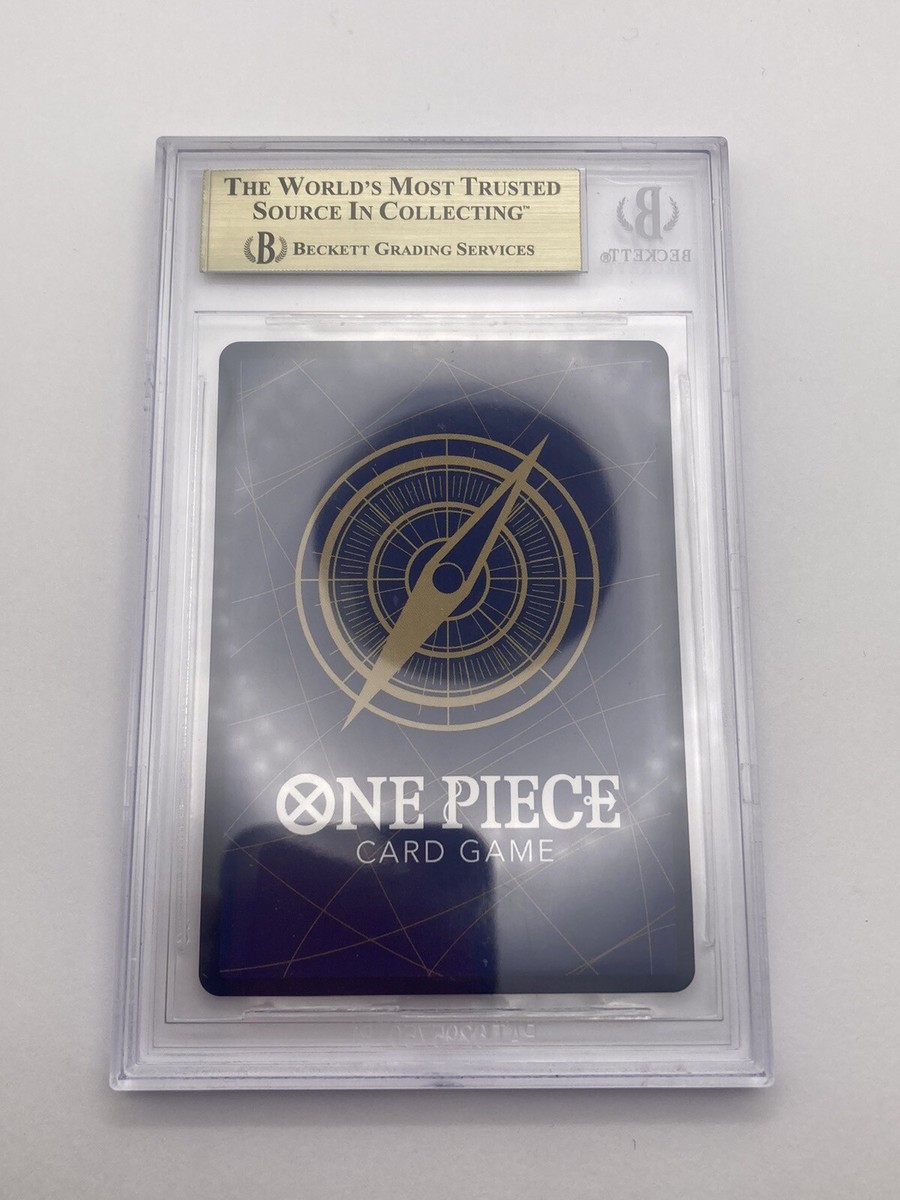 THE WORLD'S MOST TRUSTED
SOURCE IN COLLECTING™
B BECKETT GRADING SERVICES
B
BECKETT®
ONE PIECE
CARD GAME